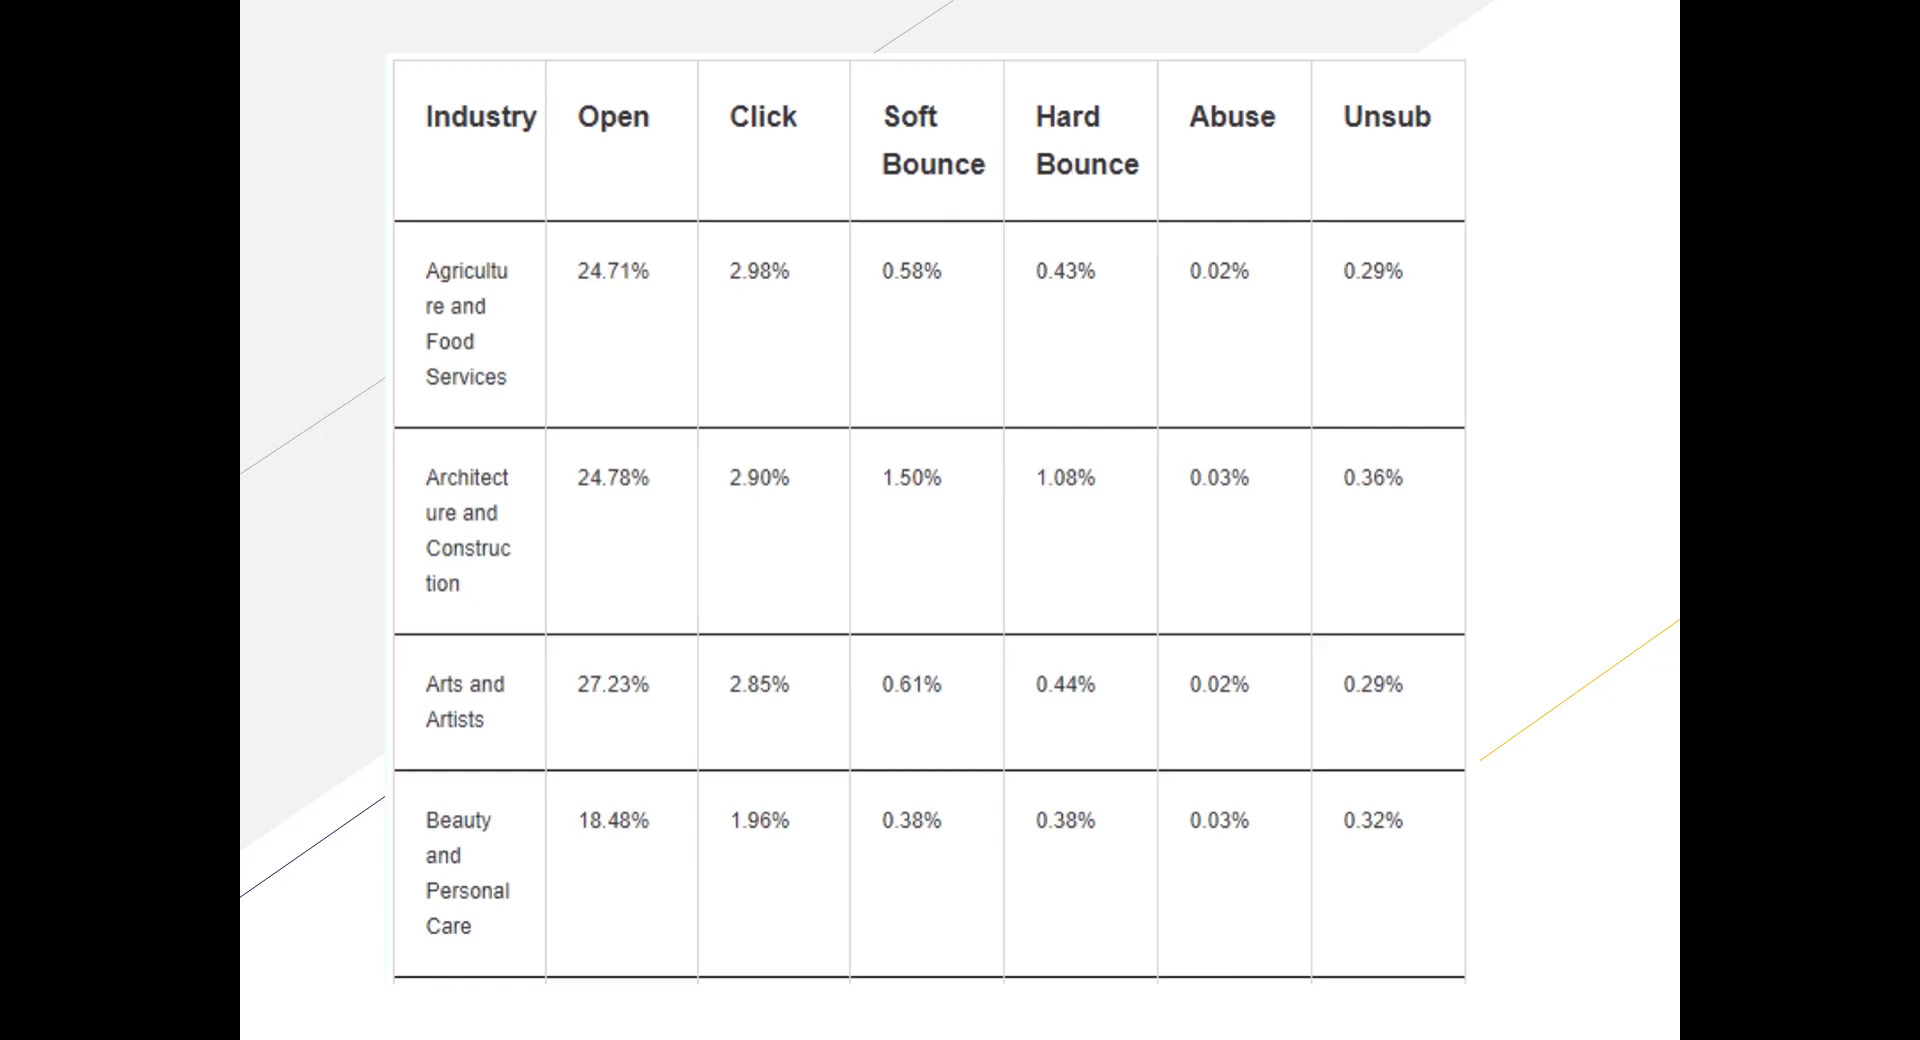 Industry Open Click Soft Bounce Hard Bounce Abuse Unsub
Agricultu 24.71% 2.98% 0.58% 0.43% 0.02% 0.29%
re and
Food
Services
Architect 24.78% 2.90% 1.50% 1.08% 0.03% 0.36%
ure and
Construc
tion
Arts and 27.23% 2.85% 0.61% 0.44% 0.02% 0.29%
Artists
Beauty 18.48% 1.96% 0.38% 0.38% 0.03% 0.32%
and
Personal
Care